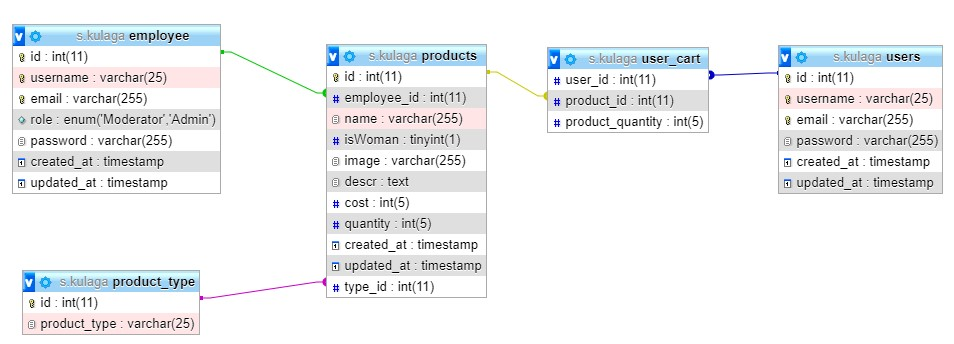 s.kulaga employee
id : int(11)
username : varchar(25)
email : varchar(255)
role : enum('Moderator','Admin')
password : varchar(255)
created_at : timestamp
updated_at : timestamp
s.kulaga products
id : int(11)
employee_id : int(11)
name : varchar(255)
isWoman : tinyint(1)
image : varchar(255)
descr : text
cost : int(5)
quantity : int(5)
created_at : timestamp
updated_at : timestamp
type_id : int(11)
s.kulaga user_cart
user_id : int(11)
product_id : int(11)
product_quantity : int(5)
s.kulaga users
id : int(11)
username : varchar(25)
email : varchar(255)
password : varchar(255)
created_at : timestamp
updated_at : timestamp
s.kulaga product_type
id : int(11)
product_type : varchar(25)